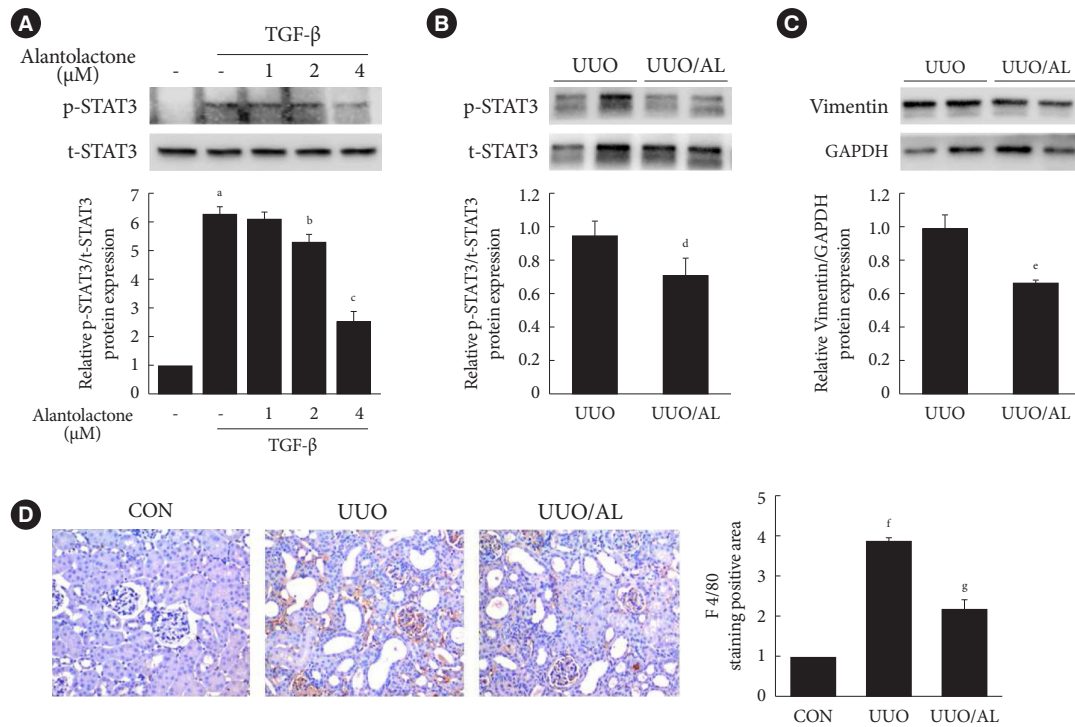 A
TGF-β
Alantolactone
(μM)
- - 1 2 4
p-STAT3
t-STAT3
Relative p-STAT3/t-STAT3
protein expression
7
6
5
4
3
2
1
0
a
b
c
Alantolactone
(μM)
- - 1 2 4
TGF-β
B
UUO UUO/AL
p-STAT3
t-STAT3
Relative p-STAT3/t-STAT3
protein expression
1.2
1.0
0.8
0.6
0.4
0.2
0
d
UUO UUO/AL
C
UUO UUO/AL
Vimentin
GAPDH
Relative Vimentin/GAPDH
protein expression
1.2
1.0
0.8
0.6
0.4
0.2
0
e
UUO UUO/AL
D
CON UUO UUO/AL
F 4/80
staining positive area
5
4
3
2
1
0
f
g
CON UUO UUO/AL